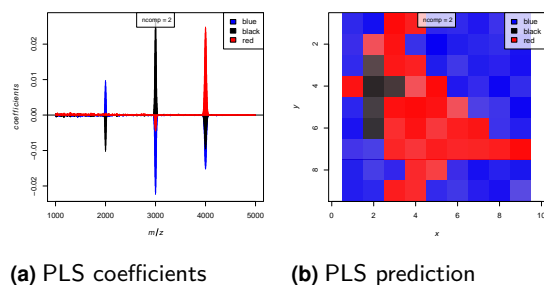 ncomp = 2
blue
black
red
coefficients
0.02
0.01
0.00
−0.01
−0.02
1000 2000 3000 4000 5000
m/z
ncomp = 2
blue
black
red
y
2
4
6
8
0 2 4 6 8 10
x
(a) PLS coefficients
(b) PLS prediction